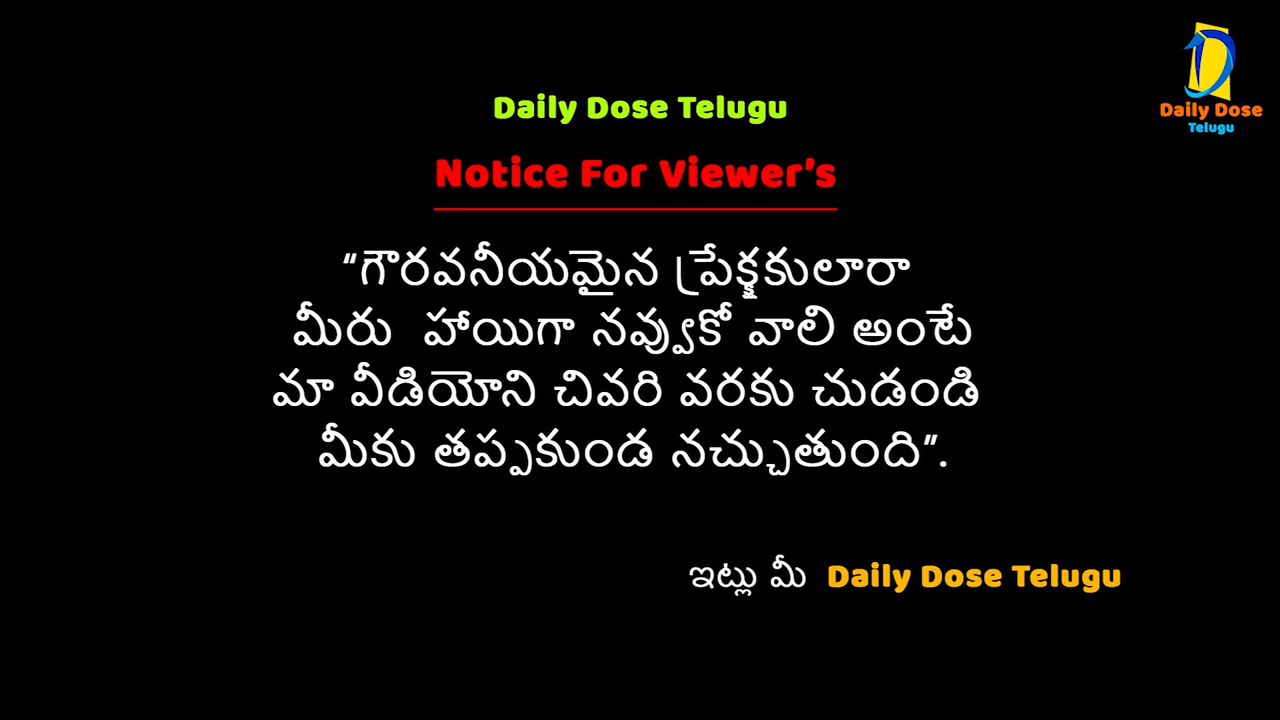 Daily Dose
Telugu
Daily Dose Telugu
Notice For Viewer's
"గౌరవనీయమైన ప్రేక్షకులారా
మీరు హాయిగా నవ్వుకో వాలి అంటే
మా వీడియోని చివరి వరకు చుడండి
మీకు తప్పకుండ నచ్చుతుంది".
ఇట్లు మీ Daily Dose Telugu